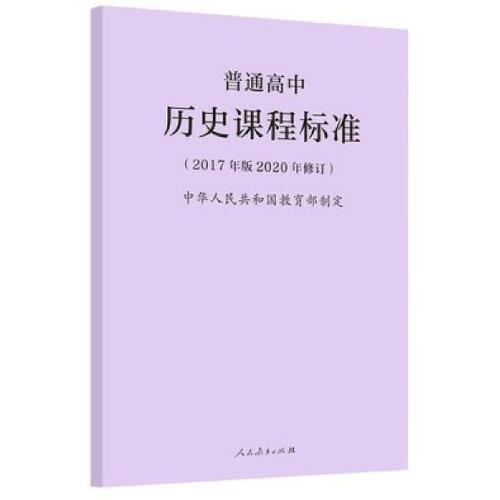 普通高中
历史课程标准
（2017年版2020年修订）
中华人民共和国教育部制定
人民教育出版社